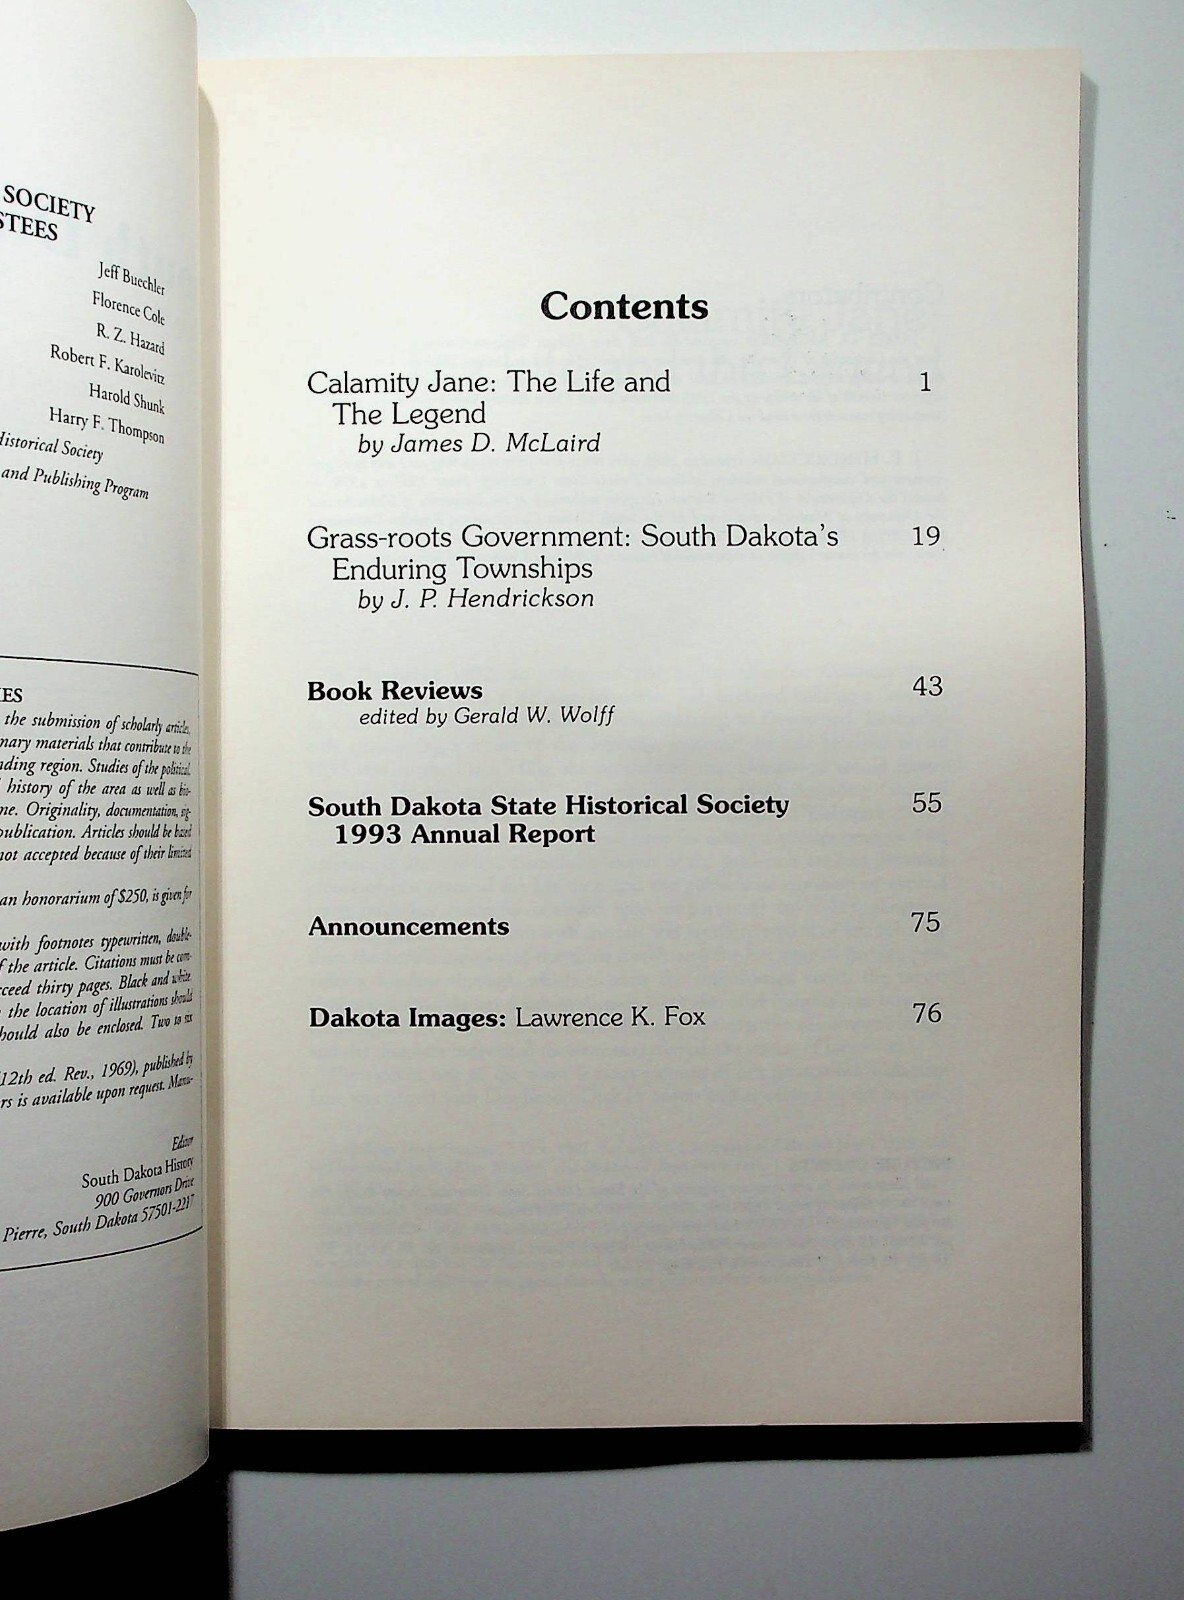 SOCIETY
STEES
Jeff Buechler
Florence Cole
R. Z. Hazard
Robert F. Karolevitz
Harold Shunk
Harry F. Thompson
Historical Society
and Publishing Program
IES
the submission of scholarly articles,
nary materials that contribute to the
nding region. Studies of the political,
history of the area as well as bio-
ne. Originality, documentation, sig-
publication. Articles should be based
not accepted because of their limited
an honorarium of $250, is given for
with footnotes typewritten, double-
f the article. Citations must be com-
ceed thirty pages. Black and white
the location of illustrations should
hould also be enclosed. Two to six
12th ed. Rev., 1969), published by
rs is available upon request. Manu-
Editor
South Dakota History
900 Governors Drive
Pierre, South Dakota 57501-2217
Contents
Calamity Jane: The Life and 1
The Legend
by James D. McLaird
Grass-roots Government: South Dakota's 19
Enduring Townships
by J. P. Hendrickson
Book Reviews 43
edited by Gerald W. Wolff
South Dakota State Historical Society 55
1993 Annual Report
Announcements 75
Dakota Images: Lawrence K. Fox 76